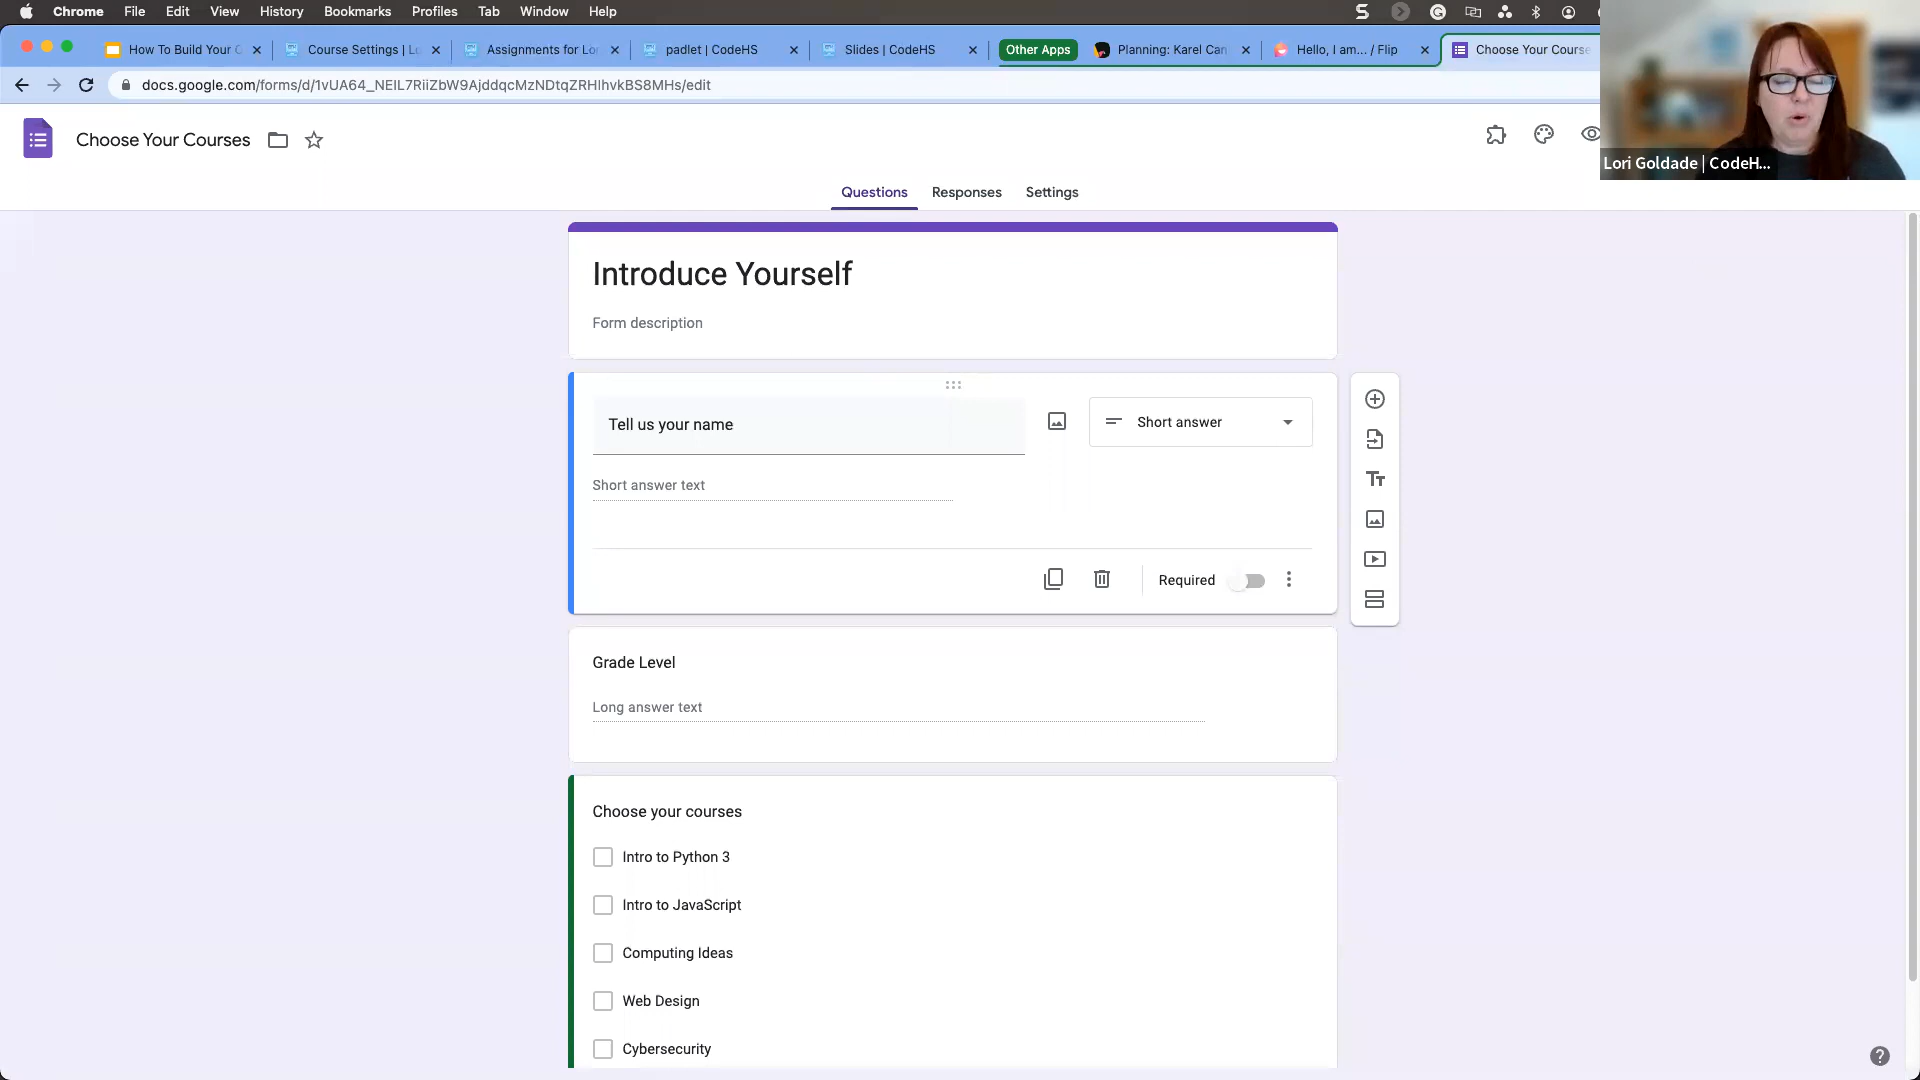 Chrome File Edit View History Bookmarks Profiles Tab Window Help
How To Build Your Course Settings | Assignments for padlet | CodeHS Slides | CodeHS Other Apps Planning: Karel Hello, I am... / Flip Choose Your Course
docs.google.com/forms/d/1vUA64_NEIL7RiiZbW9AjddqcMzNDtqZRHIhvkBS8MHs/edit
Choose Your Courses
Lori Goldade | CodeH...
Questions Responses Settings
Introduce Yourself
Form description
Tell us your name
Short answer
Short answer text
Required
Grade Level
Long answer text
Choose your courses
Intro to Python 3
Intro to JavaScript
Computing Ideas
Web Design
Cybersecurity